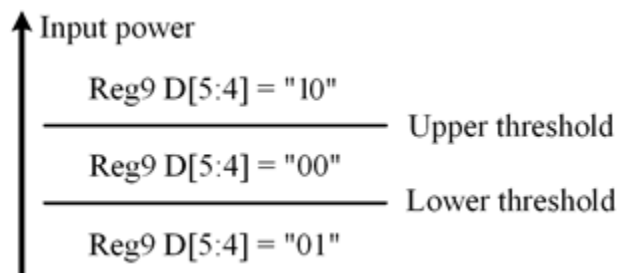 Input power
Reg9 D[5:4] = "10"
Upper threshold
Reg9 D[5:4] = "00"
Lower threshold
Reg9 D[5:4] = "01"